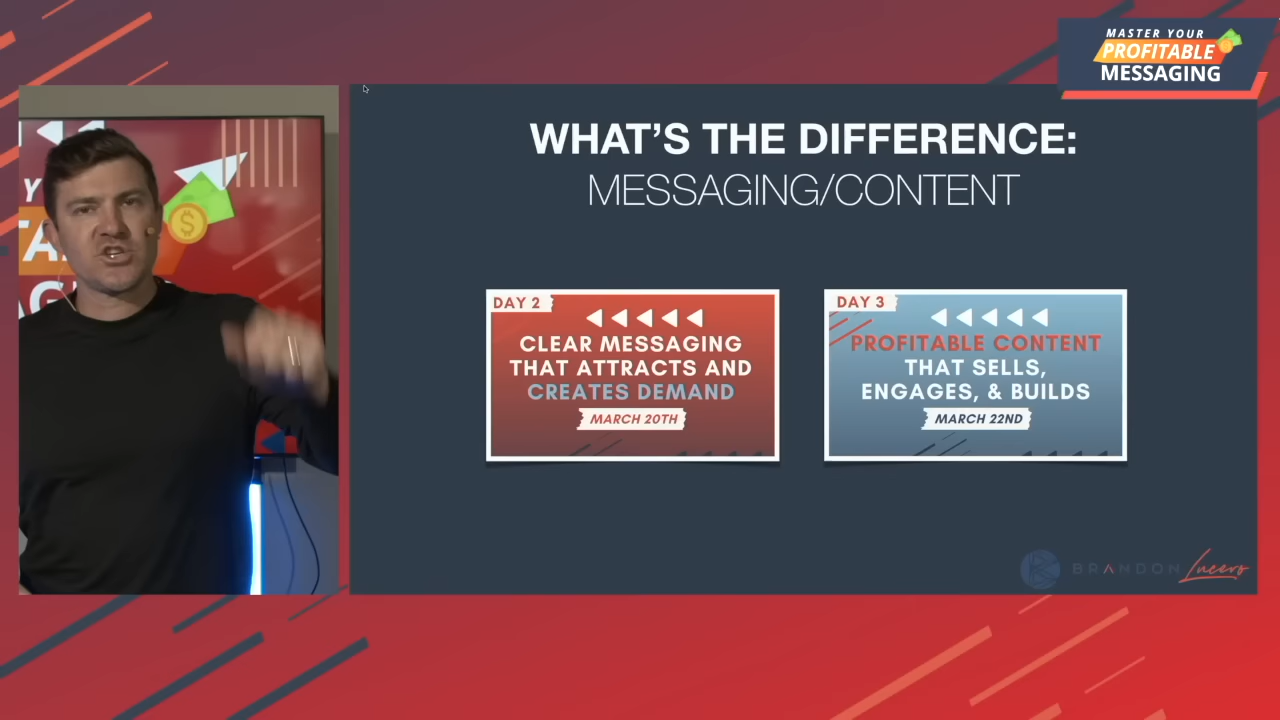 MASTER YOUR
PROFITABLE
MESSAGING
WHAT'S THE DIFFERENCE:
MESSAGING/CONTENT
DAY 2
CLEAR MESSAGING
THAT ATTRACTS AND
CREATES DEMAND
MARCH 20TH
DAY 3
PROFITABLE CONTENT
THAT SELLS,
ENGAGES, & BUILDS
MARCH 22ND
BRANDON Lucero